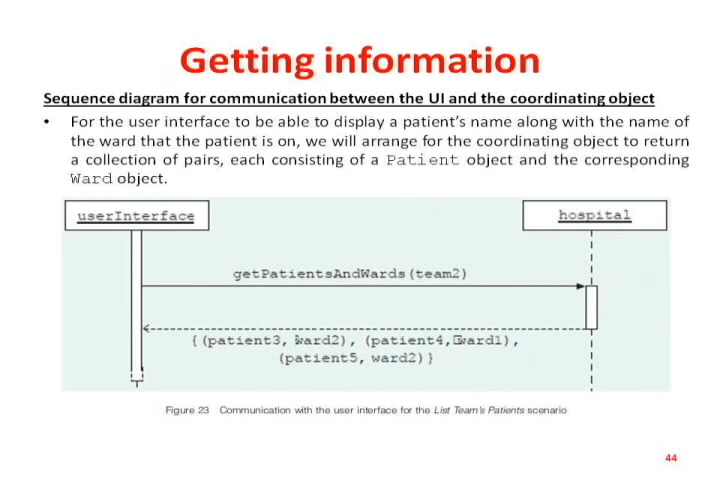 Getting information
Sequence diagram for communication between the UI and the coordinating object
• For the user interface to be able to display a patient's name along with the name of
the ward that the patient is on, we will arrange for the coordinating object to return
a collection of pairs, each consisting of a Patient object and the corresponding
Ward object.
userInterface
hospital
getPatientsAndWards(team2)
{(patient3, ward2), (patient4, ward1),
(patient5, ward2)}
Figure 23 Communication with the user interface for the List Team's Patients scenario
44